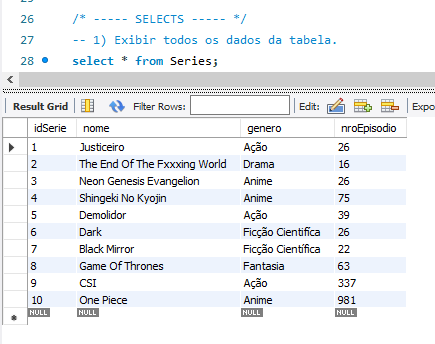 25
26 /* ----- SELECTS ----- */
27 -- 1) Exibir todos os dados da tabela.
28 select * from Series;
Result Grid Filter Rows: Edit: Expo
idSerie nome genero nroEpisodio
1 Justiceiro Ação 26
2 The End Of The Fxxxing World Drama 16
3 Neon Genesis Evangelion Anime 26
4 Shingeki No Kyojin Anime 75
5 Demolidor Ação 39
6 Dark Ficção Científica 26
7 Black Mirror Ficção Científica 22
8 Game Of Thrones Fantasia 63
9 CSI Ação 337
10 One Piece Anime 981
NULL NULL NULL NULL